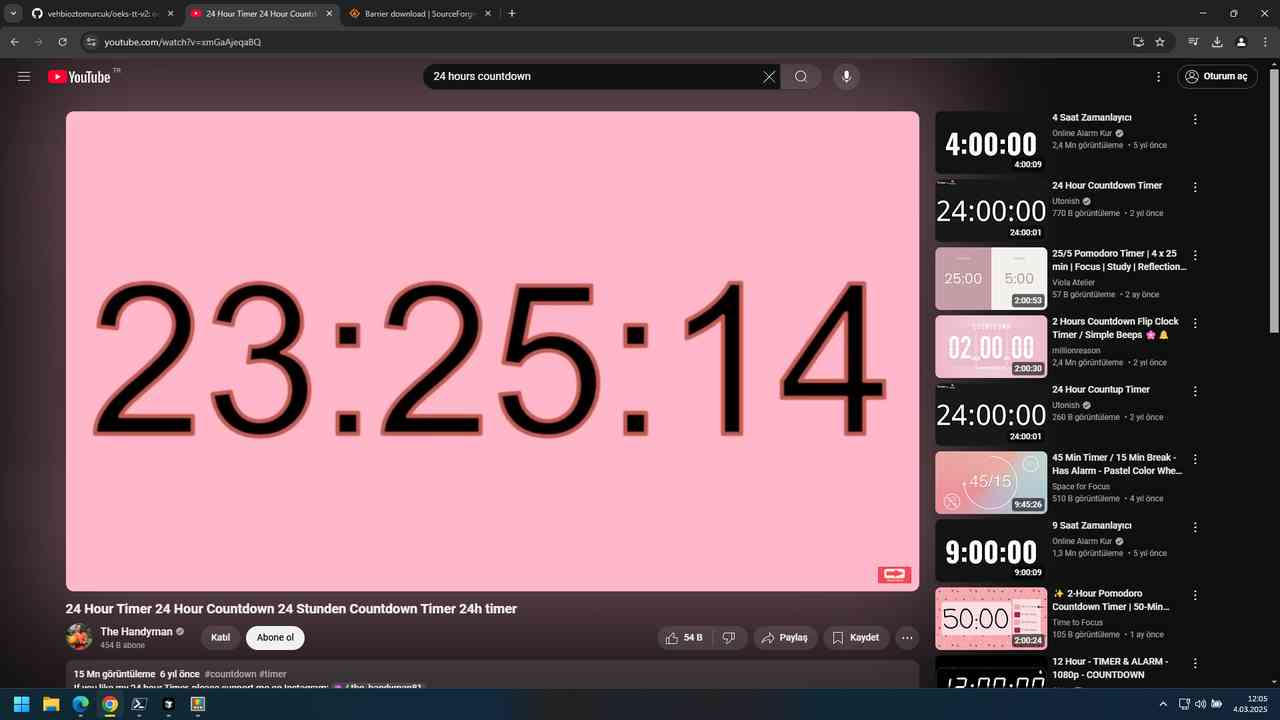 vehbioztomurcuk/oeks-tt-v2:
24 Hour Timer 24 Hour Countd
Barrier download | SourceForg
youtube.com/watch?v=xmGaAjeqaBQ
YouTube TR
24 hours countdown
Oturum aç
23:25:14
24 Hour Timer 24 Hour Countdown 24 Stunden Countdown Timer 24h timer
The Handyman
454 B abone
Katıl
Abone ol
54 B
Paylaş
Kaydet
15 Mn görüntüleme 6 yıl önce #countdown #timer
If you like my 24 hour Timer, please support me on Instagram: / the_handyman81
4:00:00
4:00:09
4 Saat Zamanlayıcı
Online Alarm Kur
2,4 Mn görüntüleme • 5 yıl önce
24:00:00
24:00:01
24 Hour Countdown Timer
Utonish
770 B görüntüleme • 2 yıl önce
25:00
5:00
2:00:53
25/5 Pomodoro Timer | 4 x 25
min | Focus | Study | Reflection...
Viola Atelier
57 B görüntüleme • 2 ay önce
COUNTDOWN
02:00:00
2:00:30
2 Hours Countdown Flip Clock
Timer / Simple Beeps 🌸 🔔
millionreason
2,4 Mn görüntüleme • 2 yıl önce
24:00:00
24:00:01
24 Hour Countup Timer
Utonish
260 B görüntüleme • 2 yıl önce
45/15
9:45:26
45 Min Timer / 15 Min Break -
Has Alarm - Pastel Color Whe...
Space for Focus
510 B görüntüleme • 4 yıl önce
9:00:00
9:00:09
9 Saat Zamanlayıcı
Online Alarm Kur
1,3 Mn görüntüleme • 5 yıl önce
50:00
2:00:24
✨ 2-Hour Pomodoro
Countdown Timer | 50-Min...
Time to Focus
105 B görüntüleme • 1 ay önce
12:00:00
12 Hour - TIMER & ALARM -
1080p - COUNTDOWN
12:05
4.03.2025